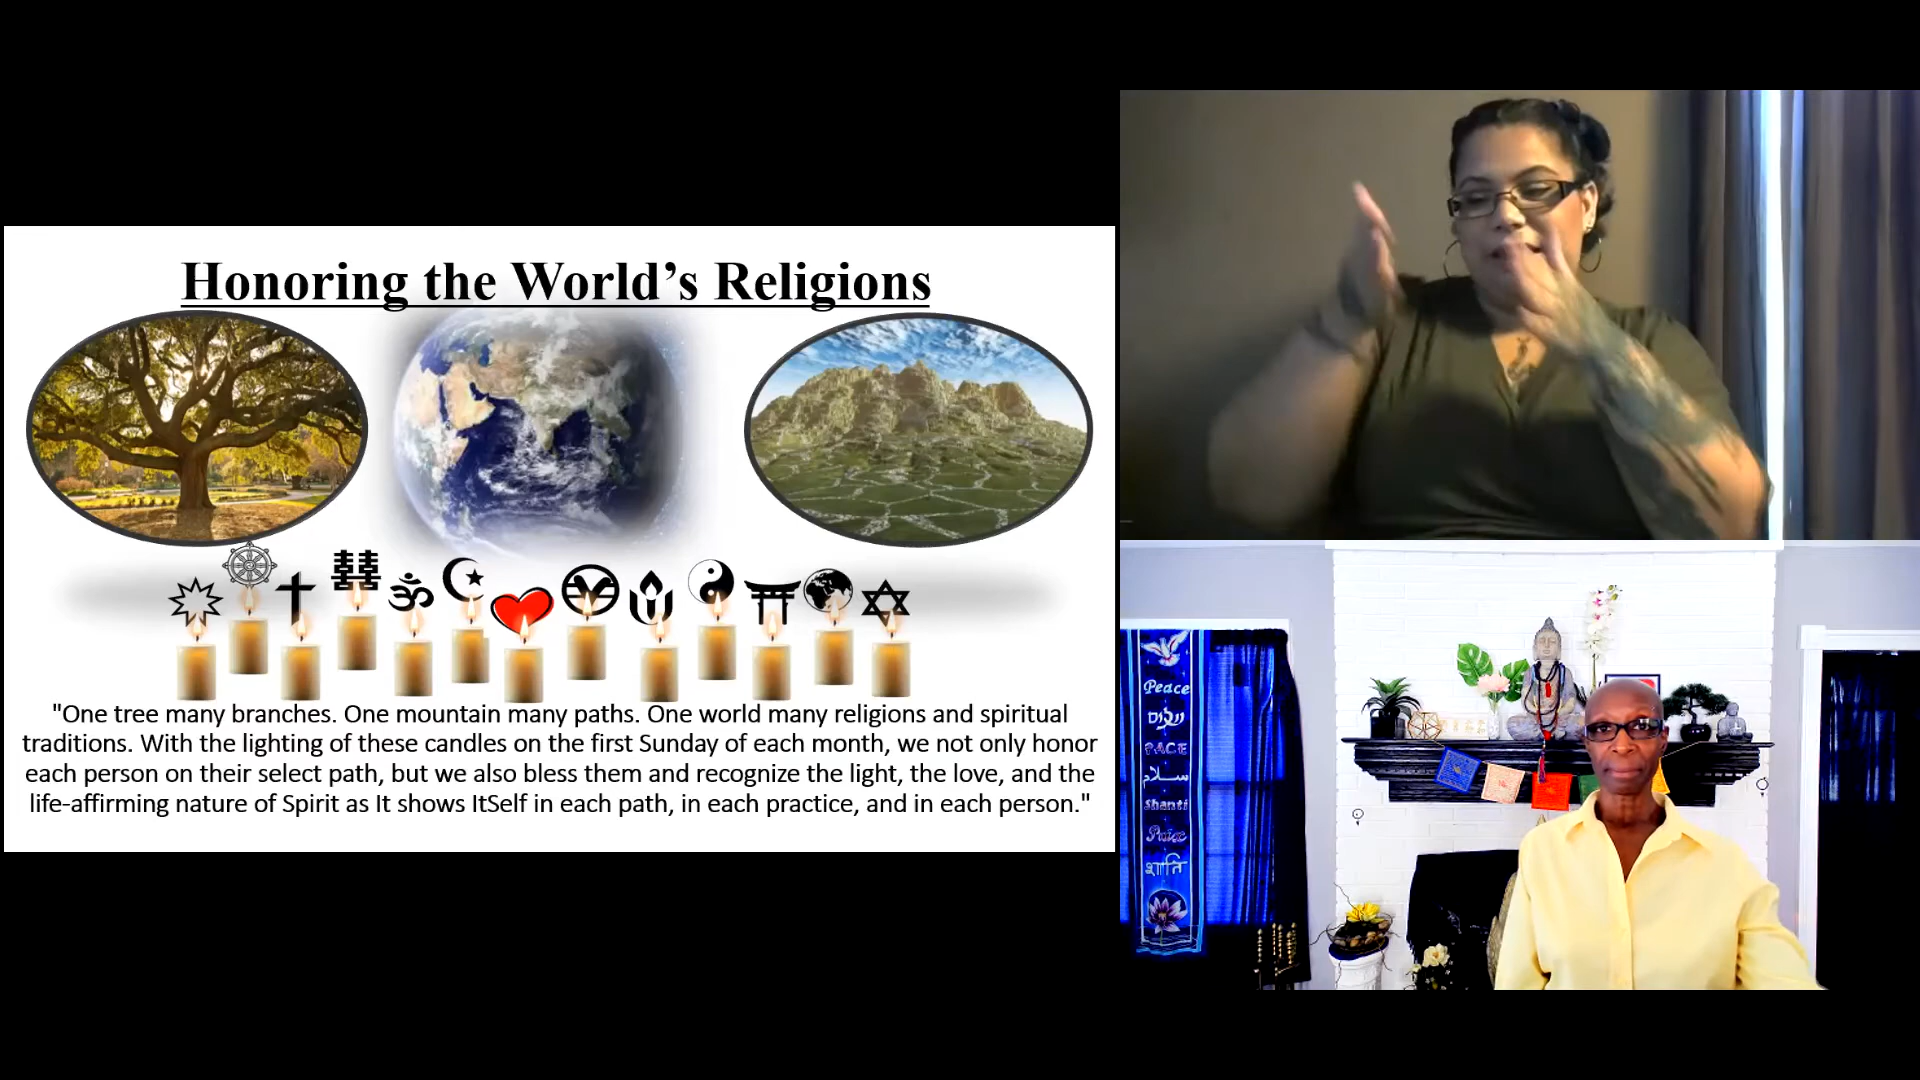 Honoring the World's Religions
"One tree many branches. One mountain many paths. One world many religions and spiritual
traditions. With the lighting of these candles on the first Sunday of each month, we not only honor
each person on their select path, but we also bless them and recognize the light, the love, and the
life-affirming nature of Spirit as It shows ItSelf in each path, in each practice, and in each person."
Peace
שלום
PACE
سلام
Shanti
शांति